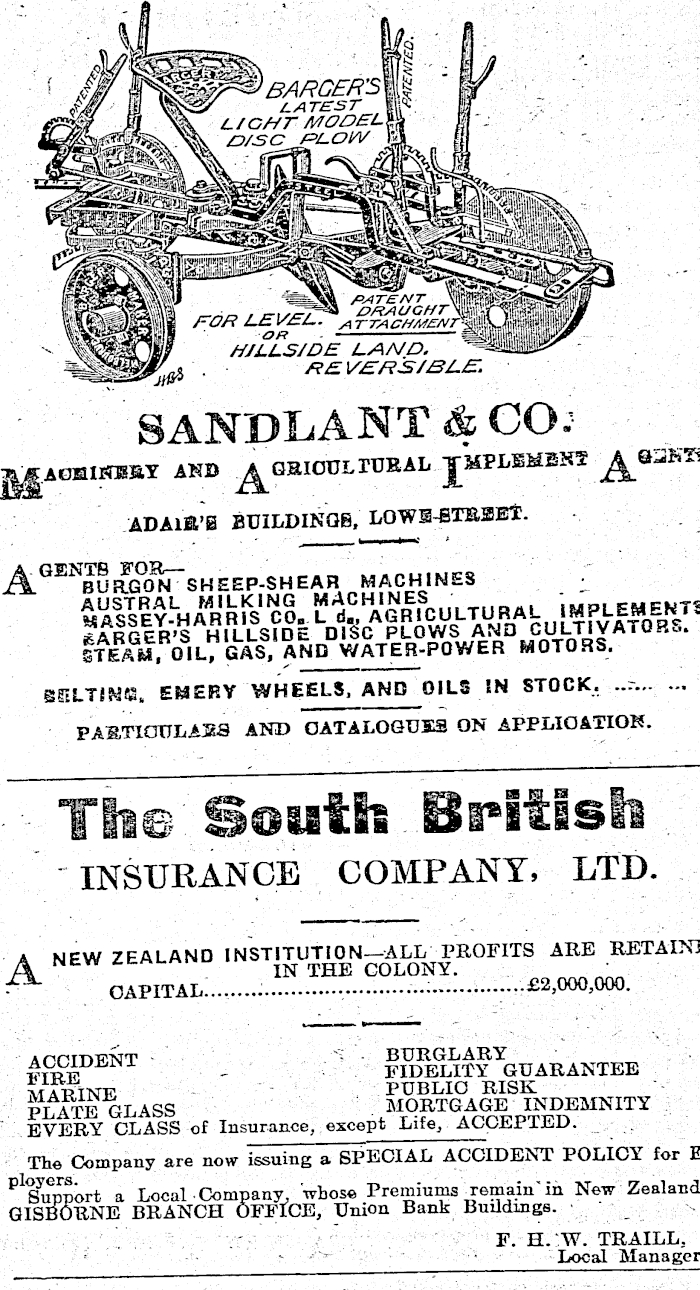 PATENTED
BARGER
BARGER'S
LATEST
LIGHT MODEL
DISC PLOW
PATENTED.
FOR LEVEL.
OR
HILLSIDE LAND.
REVERSIBLE.
PATENT
DRAUGHT
ATTACHMENT
HBS
SANDLANT & CO.
MACHINERY AND AGRICULTURAL IMPLEMENT AGENTS
ADAIR'S BUILDINGS, LOWE-STREET.
AGENTS FOR—
BURGON SHEEP-SHEAR MACHINES
AUSTRAL MILKING MACHINES
MASSEY-HARRIS CO. L d., AGRICULTURAL IMPLEMENTS
BARGER'S HILLSIDE DISC PLOWS AND CULTIVATORS.
STEAM, OIL, GAS, AND WATER-POWER MOTORS.
BELTING, EMERY WHEELS, AND OILS IN STOCK. ...... ...
PARTICULARS AND CATALOGUES ON APPLICATION.
The South British
INSURANCE COMPANY, LTD.
A NEW ZEALAND INSTITUTION—ALL PROFITS ARE RETAINE
IN THE COLONY.
CAPITAL................................................£2,000,000.
ACCIDENT
FIRE
MARINE
PLATE GLASS
BURGLARY
FIDELITY GUARANTEE
PUBLIC RISK
MORTGAGE INDEMNITY
EVERY CLASS of Insurance, except Life, ACCEPTED.
The Company are now issuing a SPECIAL ACCIDENT POLICY for E
ployers.
Support a Local Company, whose Premiums remain in New Zealand
GISBORNE BRANCH OFFICE, Union Bank Buildings.
F. H. W. TRAILL,
Local Manager